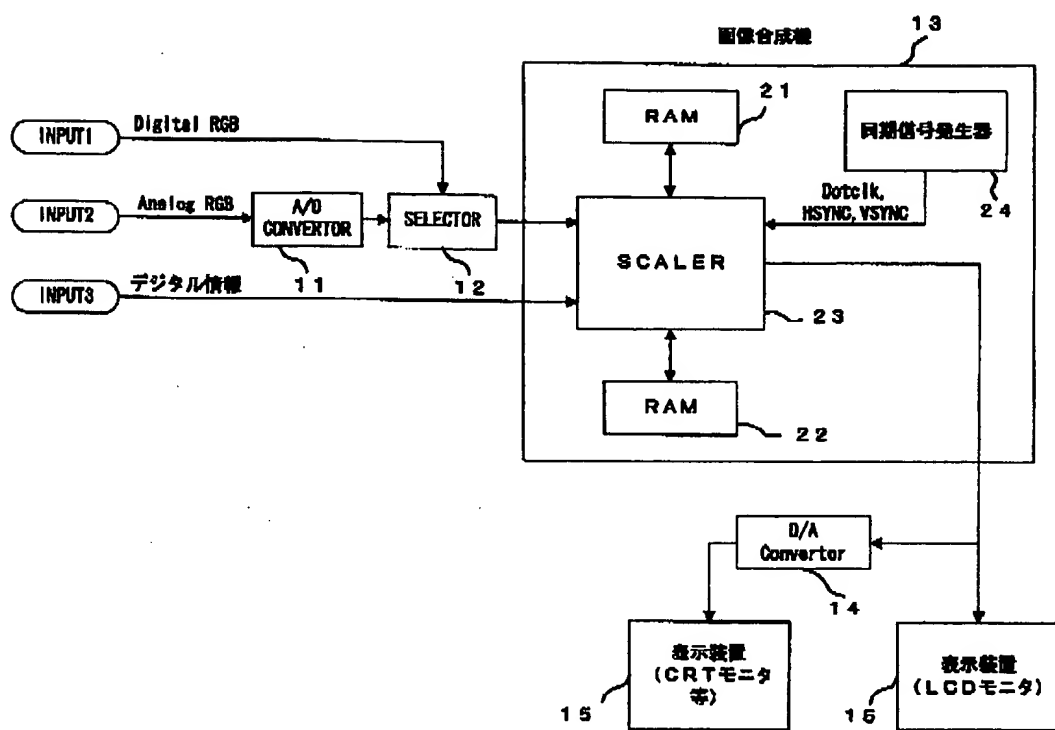 画像合成機
13
INPUT1
Digital RGB
RAM
21
同期信号発生器
24
INPUT2
Analog RGB
A/D
CONVERTOR
11
SELECTOR
12
Dotclk,
HSYNC, VSYNC
SCALER
23
INPUT3
デジタル情報
RAM
22
D/A
Convertor
14
表示装置
(CRTモニタ
等)
15
表示装置
(LCDモニタ)
15